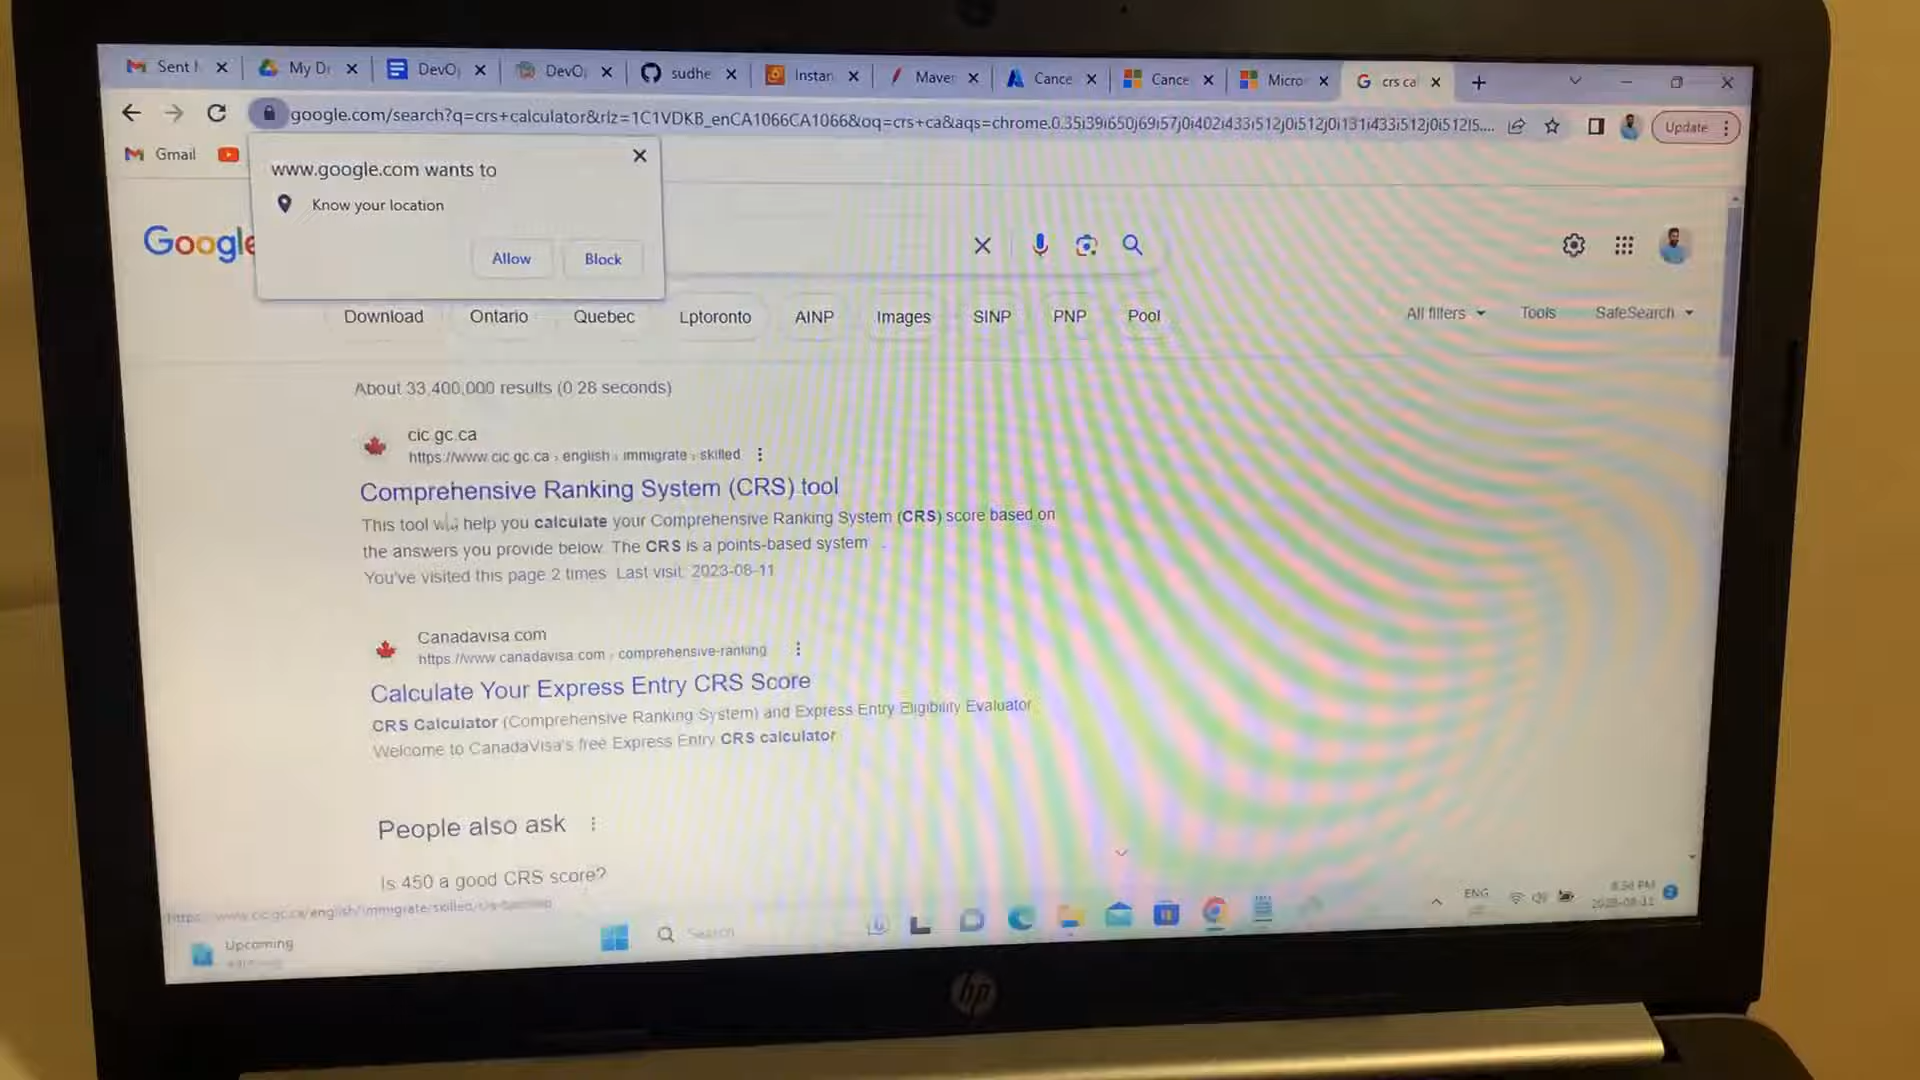 Sent
My Dr
DevO
DevO
sudhe
Instan
Maver
Cance
Cance
Micro
crs ca
google.com/search?q=crs+calculator&rlz=1C1VDKB_enCA1066CA1066&oq=crs+ca&aqs=chrome.0.35i39i650j69i57j0i402i433i512j0i512j0i131i433i512j0i512l5....
Update
Gmail
www.google.com wants to
Know your location
Allow
Block
Google
Download
Ontario
Quebec
Lptoronto
AINP
Images
SINP
PNP
Pool
All filters
Tools
SafeSearch
About 33,400,000 results (0.28 seconds)
cic.gc.ca
https://www.cic.gc.ca › english › immigrate › skilled
Comprehensive Ranking System (CRS) tool
This tool will help you calculate your Comprehensive Ranking System (CRS) score based on
the answers you provide below. The CRS is a points-based system
You've visited this page 2 times. Last visit: 2023-08-11
Canadavisa.com
https://www.canadavisa.com › comprehensive-ranking
Calculate Your Express Entry CRS Score
CRS Calculator (Comprehensive Ranking System) and Express Entry Eligibility Evaluator
Welcome to CanadaVisa's free Express Entry CRS calculator
People also ask
Is 450 a good CRS score?
Upcoming
Search
ENG
hp